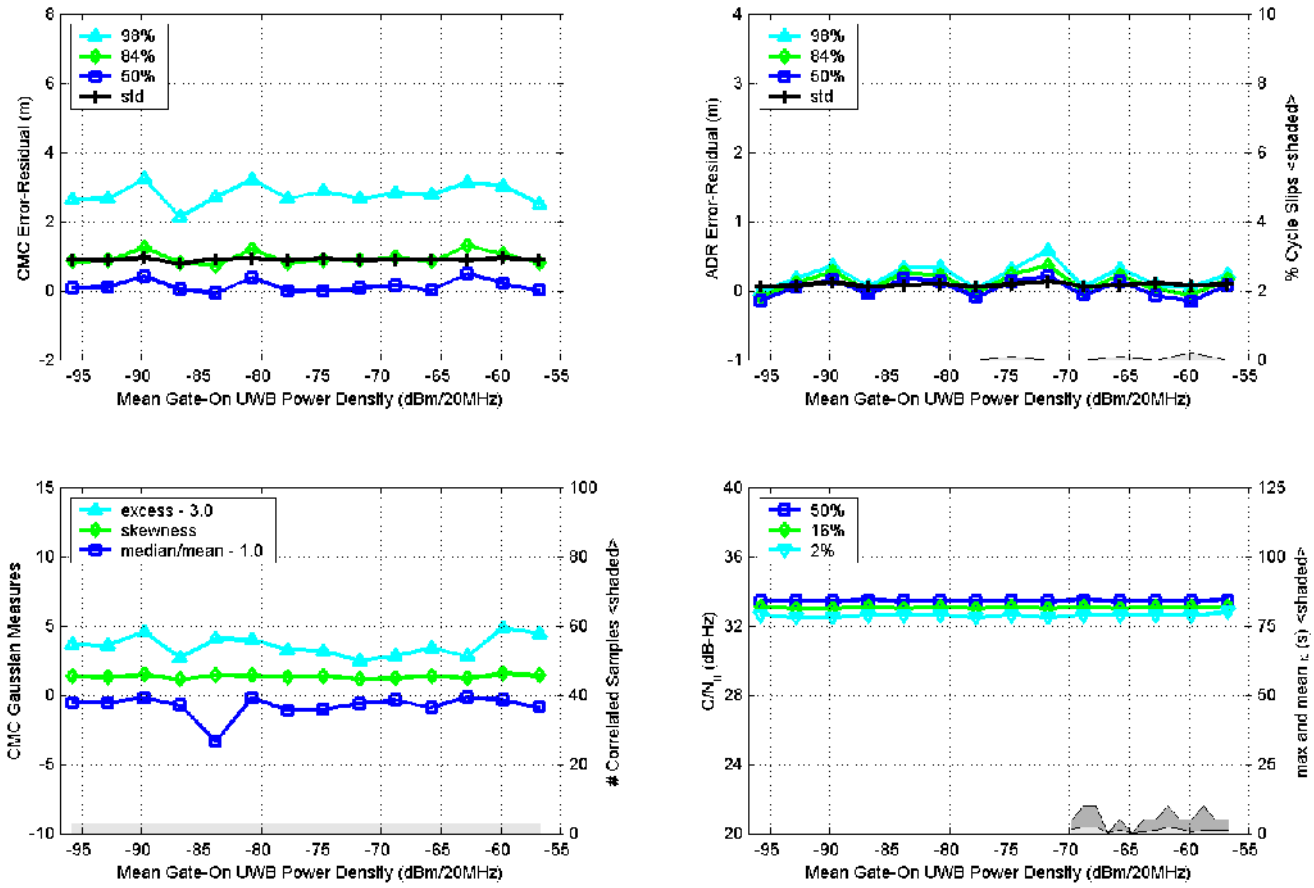 98%
84%
50%
std
8
6
4
2
0
-2
CMC Error-Residual (m)
-95 -90 -85 -80 -75 -70 -65 -60 -55
Mean Gate-On UWB Power Density (dBm/20MHz)
98%
84%
50%
std
4
3
2
1
0
-1
ADR Error-Residual (m)
10
8
6
4
2
0
% Cycle Slips <shaded>
-95 -90 -85 -80 -75 -70 -65 -60 -55
Mean Gate-On UWB Power Density (dBm/20MHz)
excess - 3.0
skewness
median/mean - 1.0
15
10
5
0
-5
-10
CMC Gaussian Measures
100
80
60
40
20
0
# Correlated Samples <shaded>
-95 -90 -85 -80 -75 -70 -65 -60 -55
Mean Gate-On UWB Power Density (dBm/20MHz)
50%
16%
2%
40
36
32
28
24
20
(dB-Hz)
125
100
75
50
25
0
max and mean (s) <shaded>
-95 -90 -85 -80 -75 -70 -65 -60 -55
Mean Gate-On UWB Power Density (dBm/20MHz)